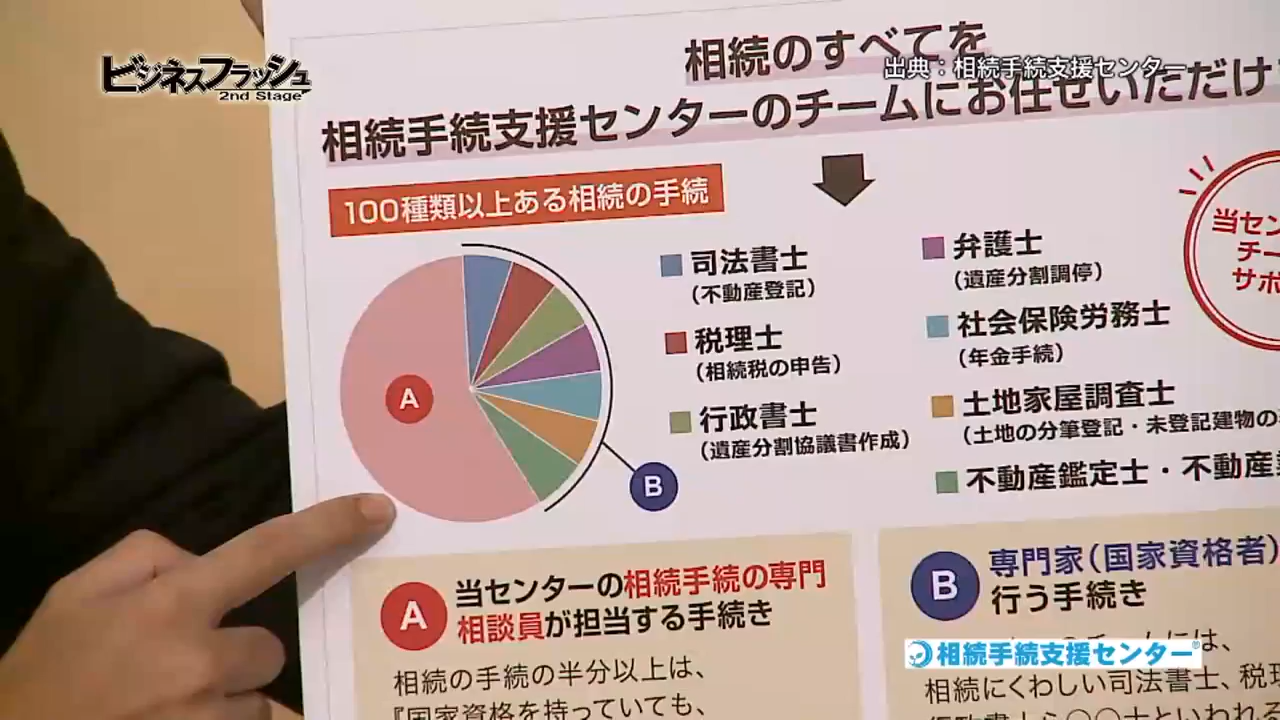 ビジネスフラッシュ
2nd Stage
出典：相続手続支援センター
相続のすべてを
相続手続支援センターのチームにお任せいただけ
100種類以上ある相続の手続
司法書士
（不動産登記）
税理士
（相続税の申告）
行政書士
（遺産分割協議書作成）
弁護士
（遺産分割調停）
社会保険労務士
（年金手続）
土地家屋調査士
（土地の分筆登記・未登記建物の
不動産鑑定士・不動産
当セン
チー
サポ
A
B
A
当センターの相続手続の専門
相談員が担当する手続き
相続の手続の半分以上は、
『国家資格を持っていても、
B
専門家（国家資格者）
行う手続き
相続手続支援センター®
相続にくわしい司法書士、税理